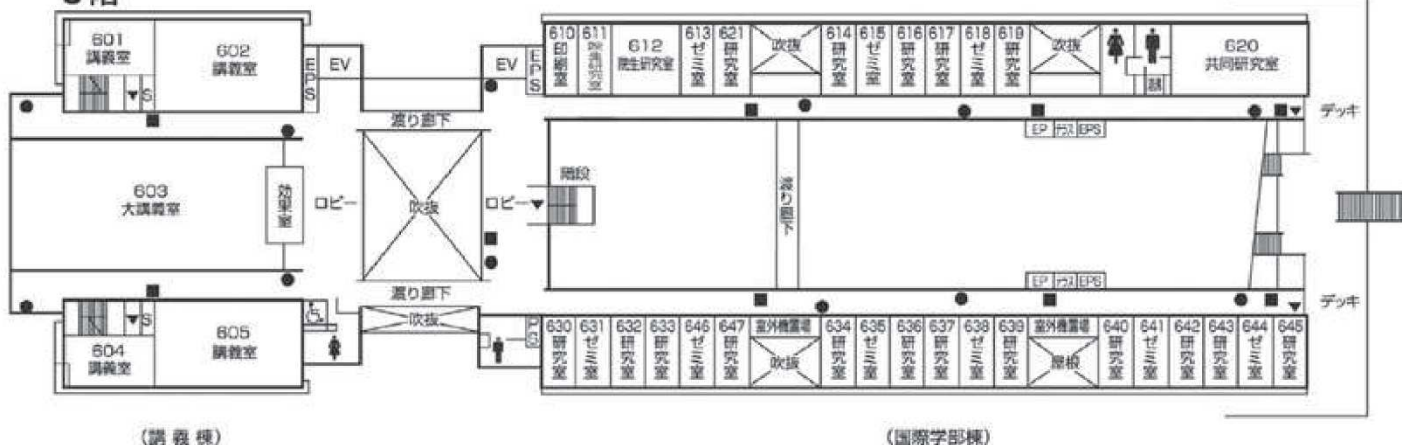 601
講義室
602
講義室
EPS
EV
EV
EPS
610
印刷室
611
院生研究室
612
院生研究室
613
ゼミ室
621
研究室
吹抜
614
研究室
615
ゼミ室
616
研究室
617
研究室
618
ゼミ室
619
研究室
吹抜
620
共同研究室
S
渡り廊下
デッキ
EP
ガス
EPS
603
大講義室
効果室
ロビー
吹抜
ロビー
階段
渡り廊下
EP
ガス
EPS
渡り廊下
デッキ
S
604
講義室
605
講義室
吹抜
PS
630
研究室
631
ゼミ室
632
研究室
633
研究室
646
ゼミ室
647
研究室
室外機置場
吹抜
634
研究室
635
ゼミ室
636
研究室
637
研究室
638
ゼミ室
639
研究室
室外機置場
屋根
640
研究室
641
ゼミ室
642
研究室
643
研究室
644
ゼミ室
645
研究室
(講義棟)
(国際学部棟)